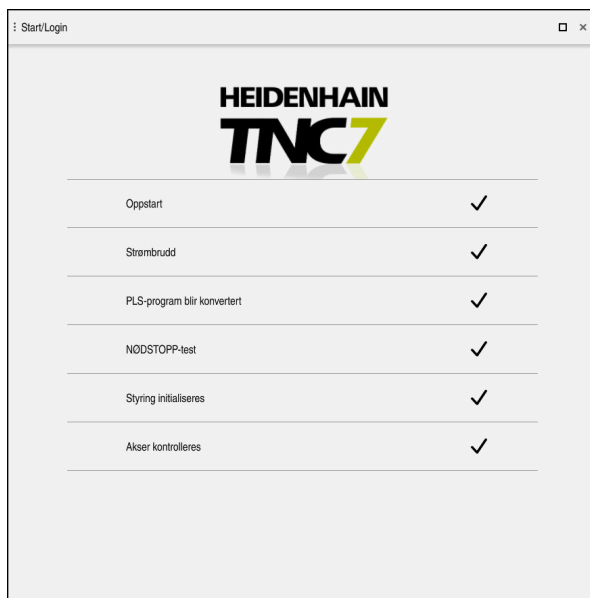 Start/Login
HEIDENHAIN
TNC7
Oppstart
Strømbrudd
PLS-program blir konvertert
NØDSTOPP-test
Styring initialiseres
Akser kontrolleres